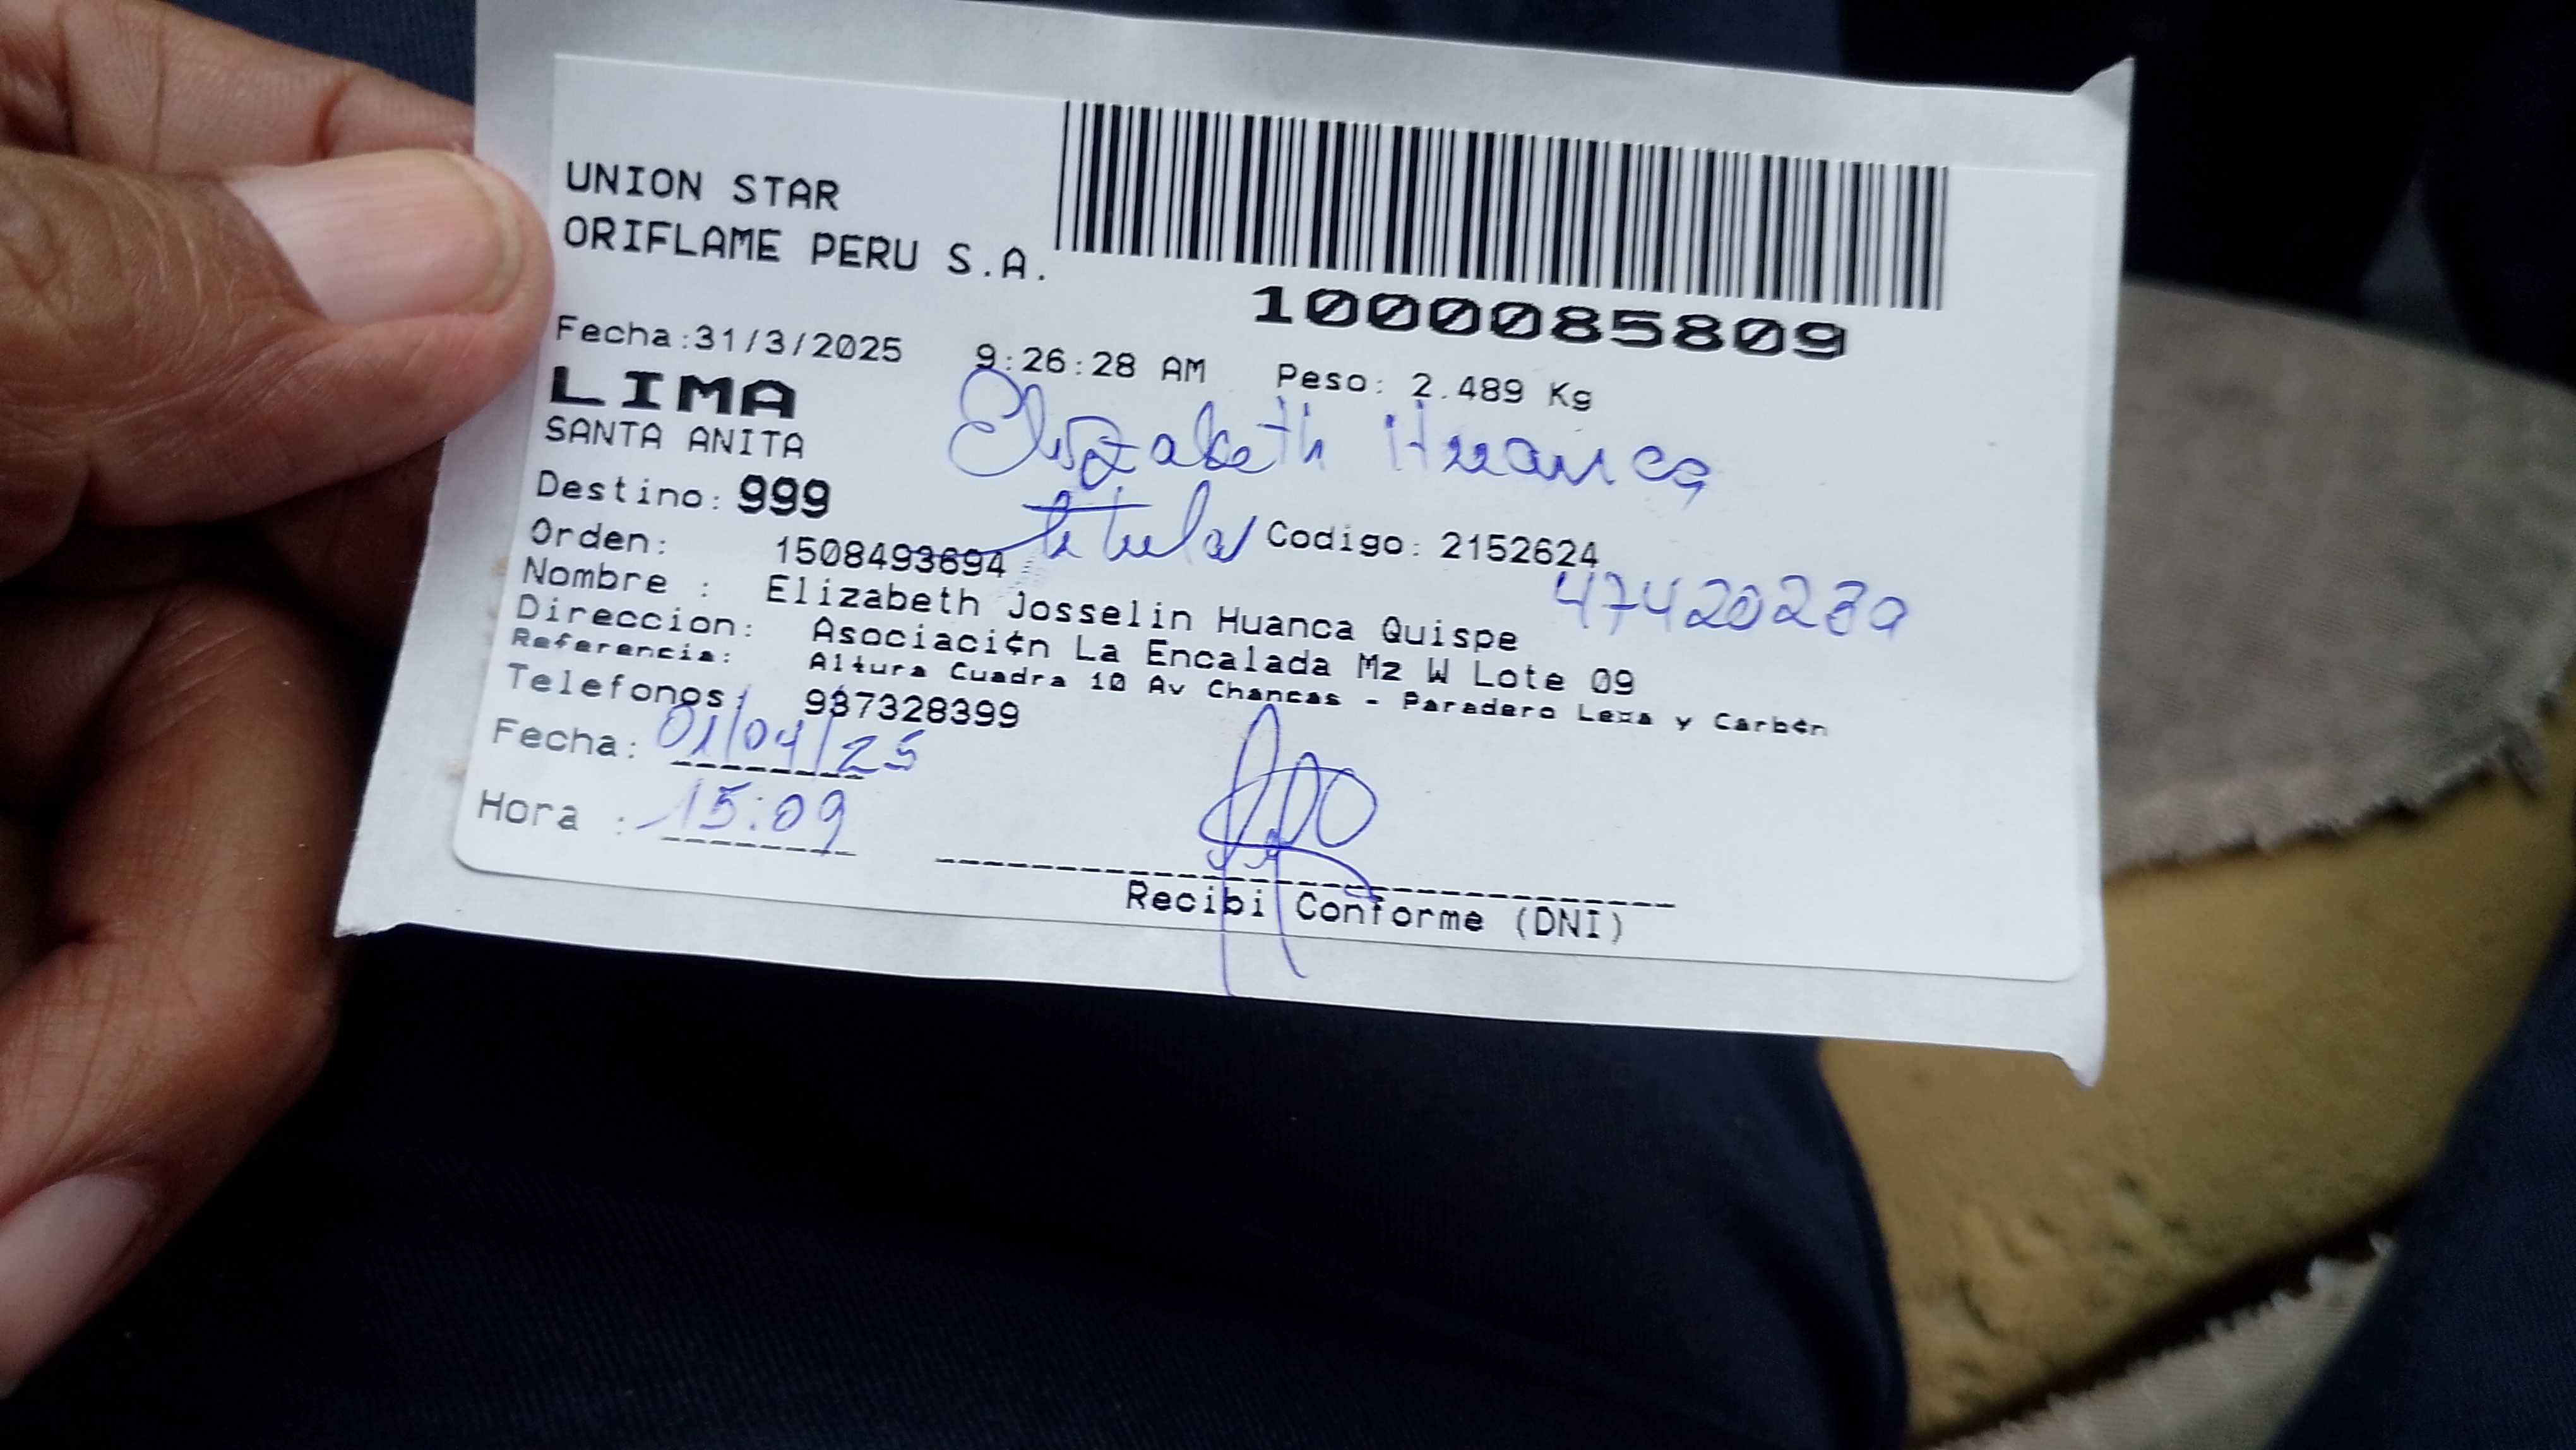 UNION STAR
ORIFLAME PERU S.A.
1000085809
Fecha:31/3/2025 9:26:28 AM Peso: 2.489 Kg
LIMA
SANTA ANITA
Elizabeth Huanca
Destino: 999
titular
Orden: 1508493694 Codigo: 2152624
Nombre : Elizabeth Josselin Huanca Quispe
Direccion: Asociaci¢n La Encalada Mz W Lote 09
Referencia: Altura Cuadra 10 Av Chancas - Paradero Lexa y Carb¢n
Telefonos: 937328399
Fecha: 01/04/25
Hora : 15:09
Recibi Conforme (DNI)